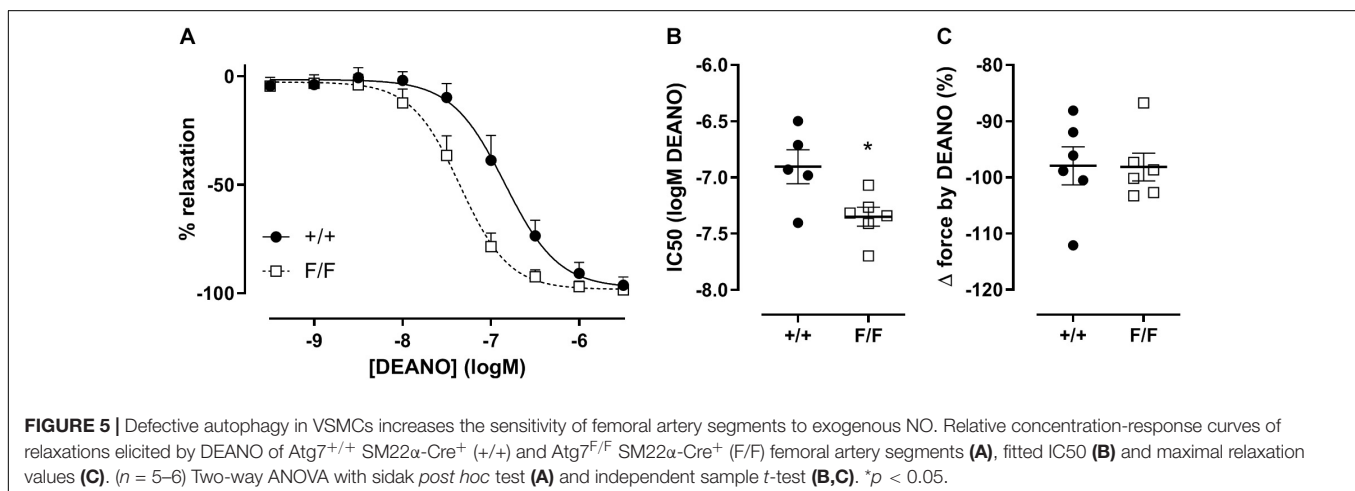 A
% relaxation
0
-50
-100
+/+
F/F
-9 -8 -7 -6
[DEANO] (logM)
B
IC50 (logM DEANO)
-6.0
-6.5
-7.0
-7.5
-8.0
*
+/+ F/F
C
Δ force by DEANO (%)
-80
-90
-100
-110
-120
+/+ F/F
FIGURE 5 | Defective autophagy in VSMCs increases the sensitivity of femoral artery segments to exogenous NO. Relative concentration-response curves of
relaxations elicited by DEANO of Atg7+/+ SM22α-Cre+ (+/+) and Atg7F/F SM22α-Cre+ (F/F) femoral artery segments (A), fitted IC50 (B) and maximal relaxation
values (C). (n = 5–6) Two-way ANOVA with sidak post hoc test (A) and independent sample t-test (B,C). *p < 0.05.